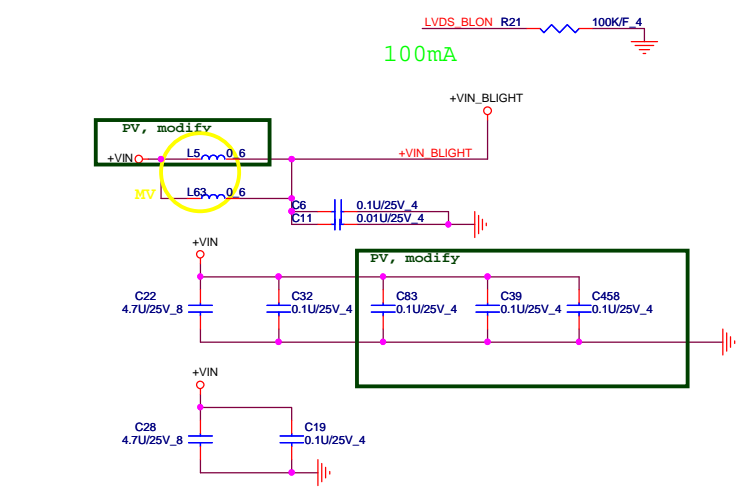 LVDS_BLON R21 100K/F_4
100mA
+VIN_BLIGHT
PV, modify
+VIN L5 0_6 +VIN_BLIGHT
MV L63 0_6
C6 0.1U/25V_4
C11 0.01U/25V_4
+VIN
PV, modify
C22 C32 C83 C39 C458
4.7U/25V_8 0.1U/25V_4 0.1U/25V_4 0.1U/25V_4 0.1U/25V_4
+VIN
C28 C19
4.7U/25V_8 0.1U/25V_4